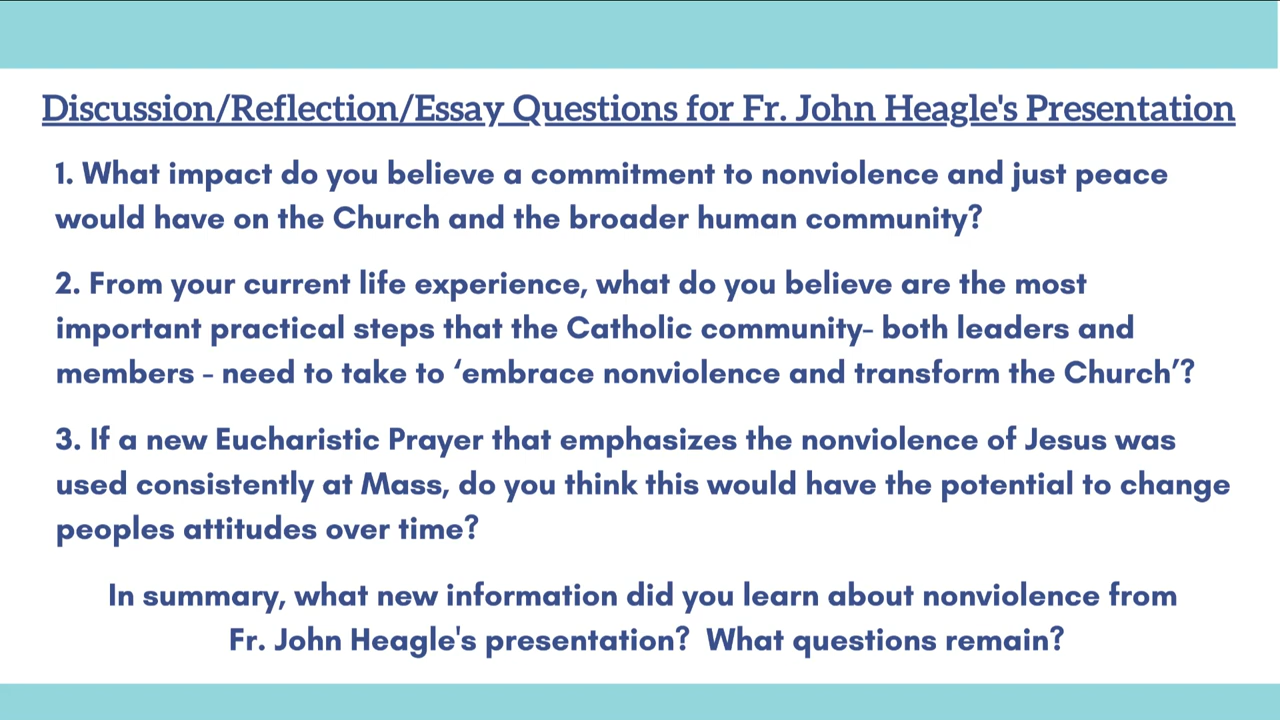 Discussion/Reflection/Essay Questions for Fr. John Heagle's Presentation
1. What impact do you believe a commitment to nonviolence and just peace
would have on the Church and the broader human community?
2. From your current life experience, what do you believe are the most
important practical steps that the Catholic community- both leaders and
members - need to take to ‘embrace nonviolence and transform the Church’?
3. If a new Eucharistic Prayer that emphasizes the nonviolence of Jesus was
used consistently at Mass, do you think this would have the potential to change
peoples attitudes over time?
In summary, what new information did you learn about nonviolence from
Fr. John Heagle's presentation?  What questions remain?